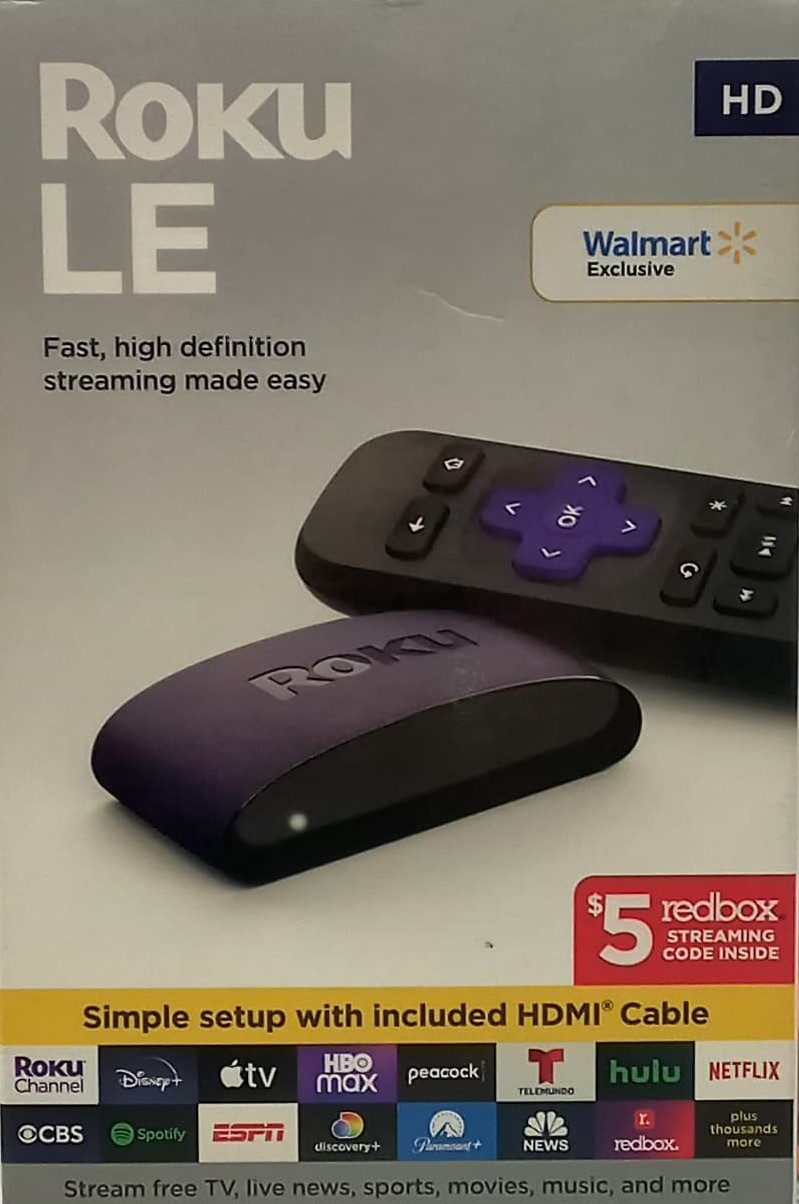 Roku
LE
HD
Walmart
Exclusive
Fast, high definition
streaming made easy
OK
Roku
$5 redbox.
STREAMING
CODE INSIDE
Simple setup with included HDMI® Cable
Roku Channel
Disney+
tv
HBO max
peacock
TELEMUNDO
hulu
NETFLIX
CBS
Spotify
ESPN
discovery+
Paramount+
NEWS
r. redbox.
plus thousands more
Stream free TV, live news, sports, movies, music, and more